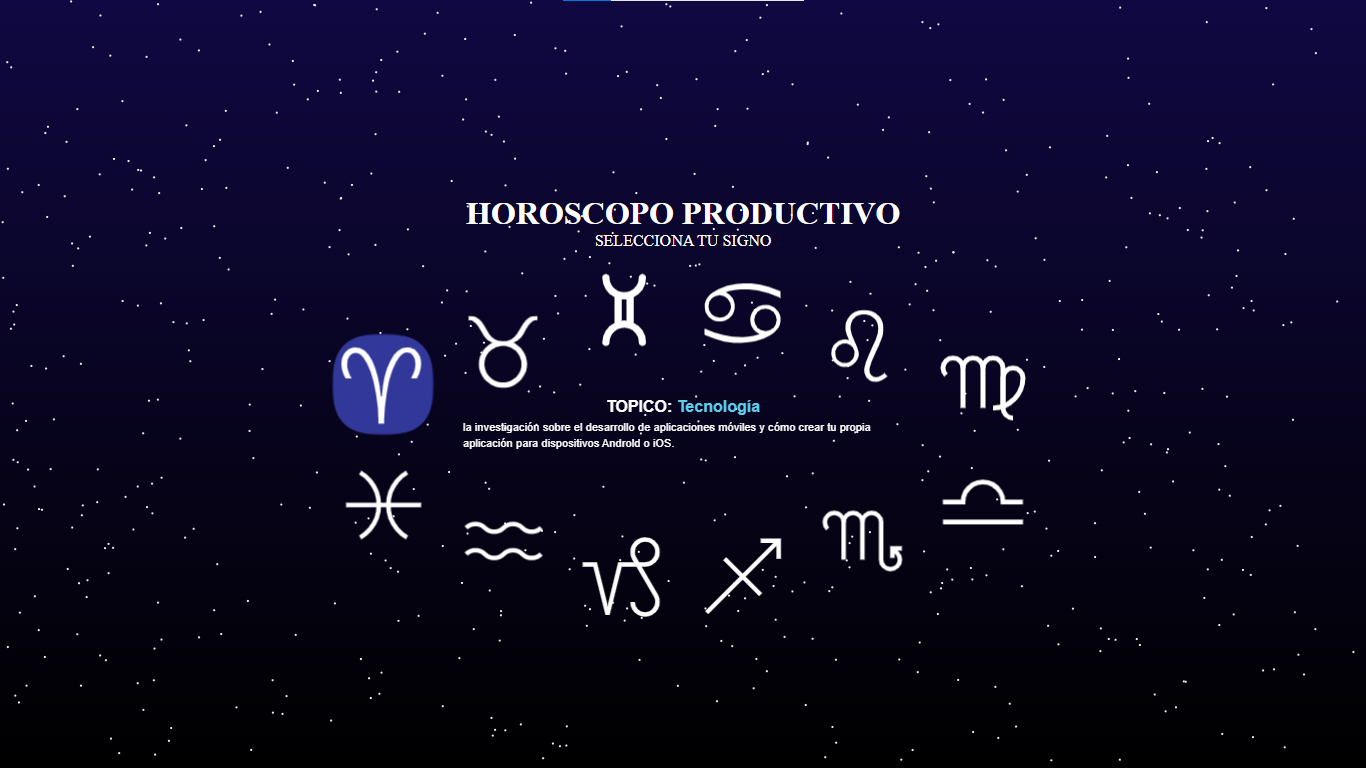 HOROSCOPO PRODUCTIVO
SELECCIONA TU SIGNO
TOPICO: Tecnología
la investigación sobre el desarrollo de aplicaciones móviles y cómo crear tu propia
aplicación para dispositivos Android o iOS.